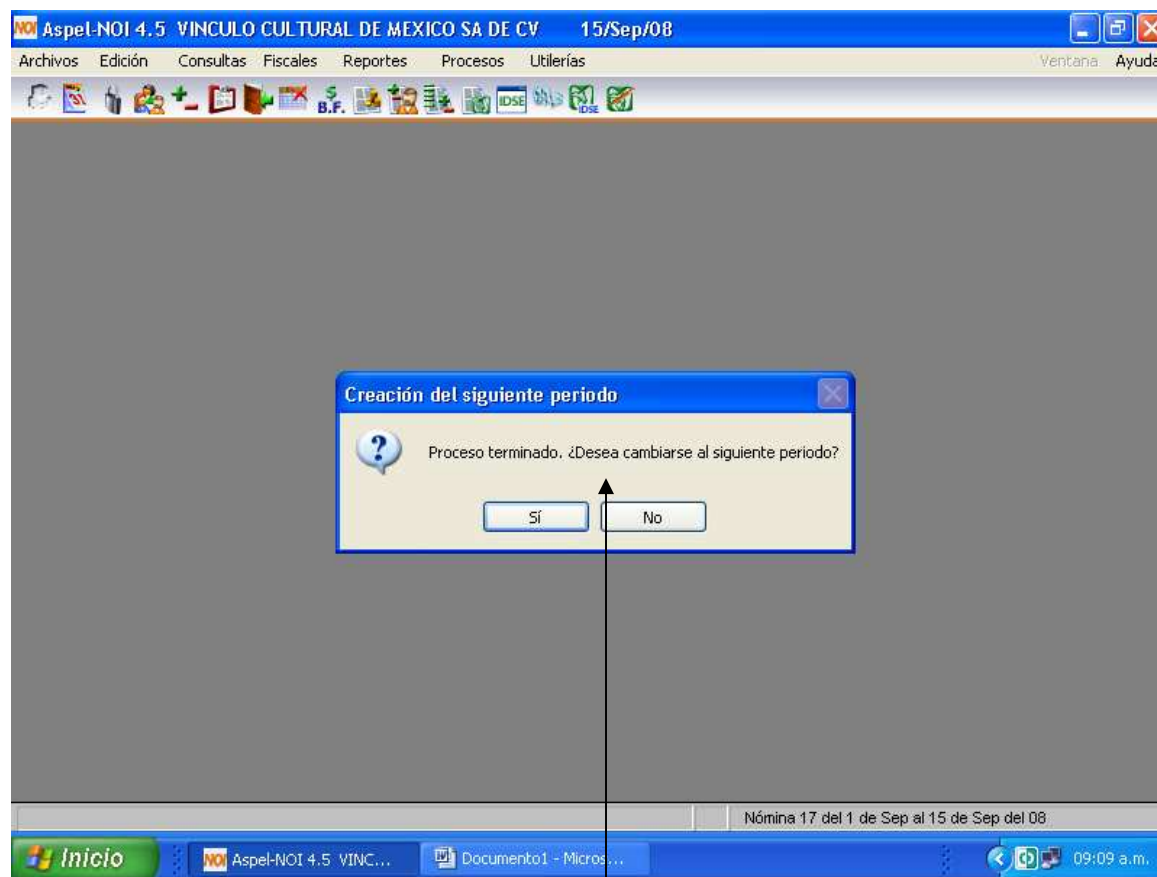 NOI Aspel-NOI 4.5 VINCULO CULTURAL DE MEXICO SA DE CV 15/Sep/08
Archivos Edición Consultas Fiscales Reportes Procesos Utilerías Ventana Ayuda
S B.F. IDSE IDSE
Creación del siguiente periodo
Proceso terminado. ¿Desea cambiarse al siguiente periodo?
Sí No
Nómina 17 del 1 de Sep al 15 de Sep del 08
Inicio NOI Aspel-NOI 4.5 VINC... Documento1 - Micros... 09:09 a.m.